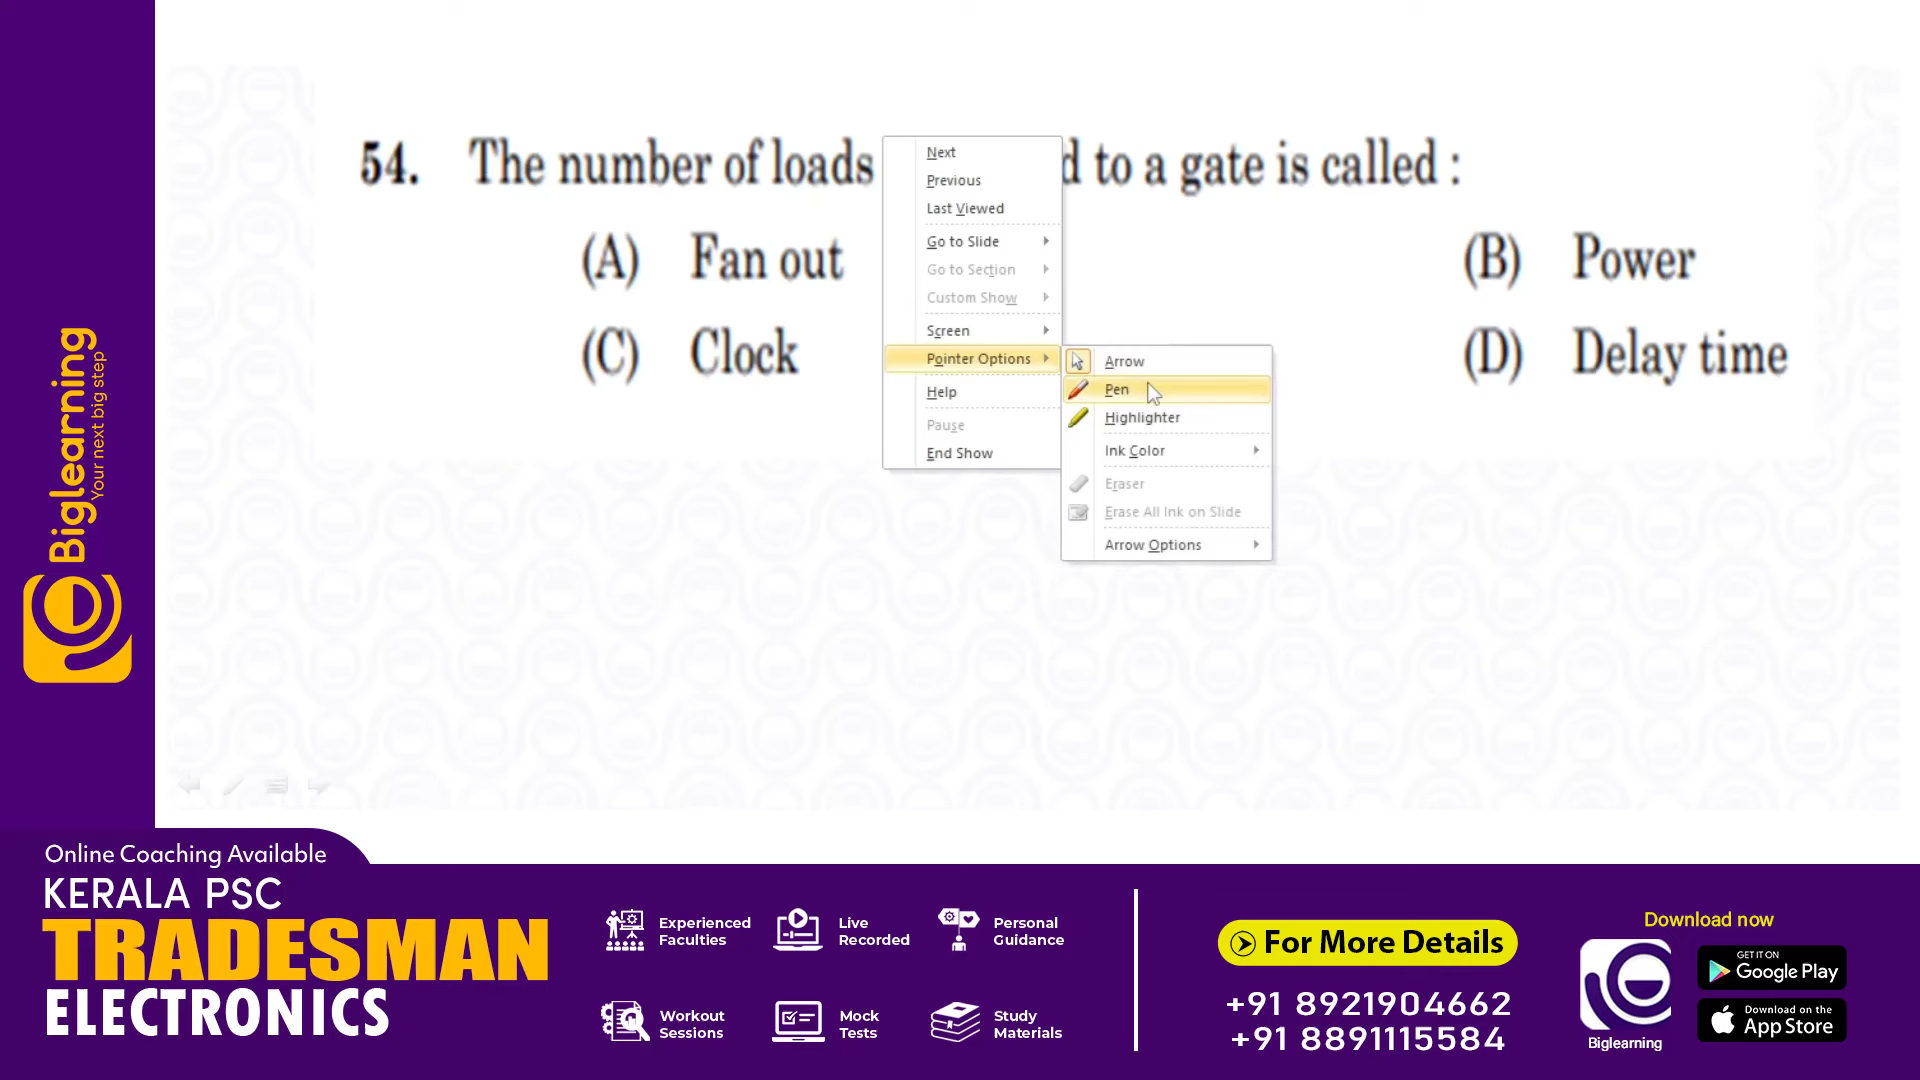 54. The number of loads d to a gate is called :
(A) Fan out
(B) Power
(C) Clock
(D) Delay time
Next
Previous
Last Viewed
Go to Slide
Go to Section
Custom Show
Screen
Pointer Options
Help
Pause
End Show
Arrow
Pen
Highlighter
Ink Color
Eraser
Erase All Ink on Slide
Arrow Options
Biglearning
Your next big step
Online Coaching Available
KERALA PSC
TRADESMAN
ELECTRONICS
Experienced
Faculties
Live
Recorded
Personal
Guidance
Workout
Sessions
Mock
Tests
Study
Materials
For More Details
+91 8921904662
+91 8891115584
Download now
Biglearning
GET IT ON
Google Play
Download on the
App Store